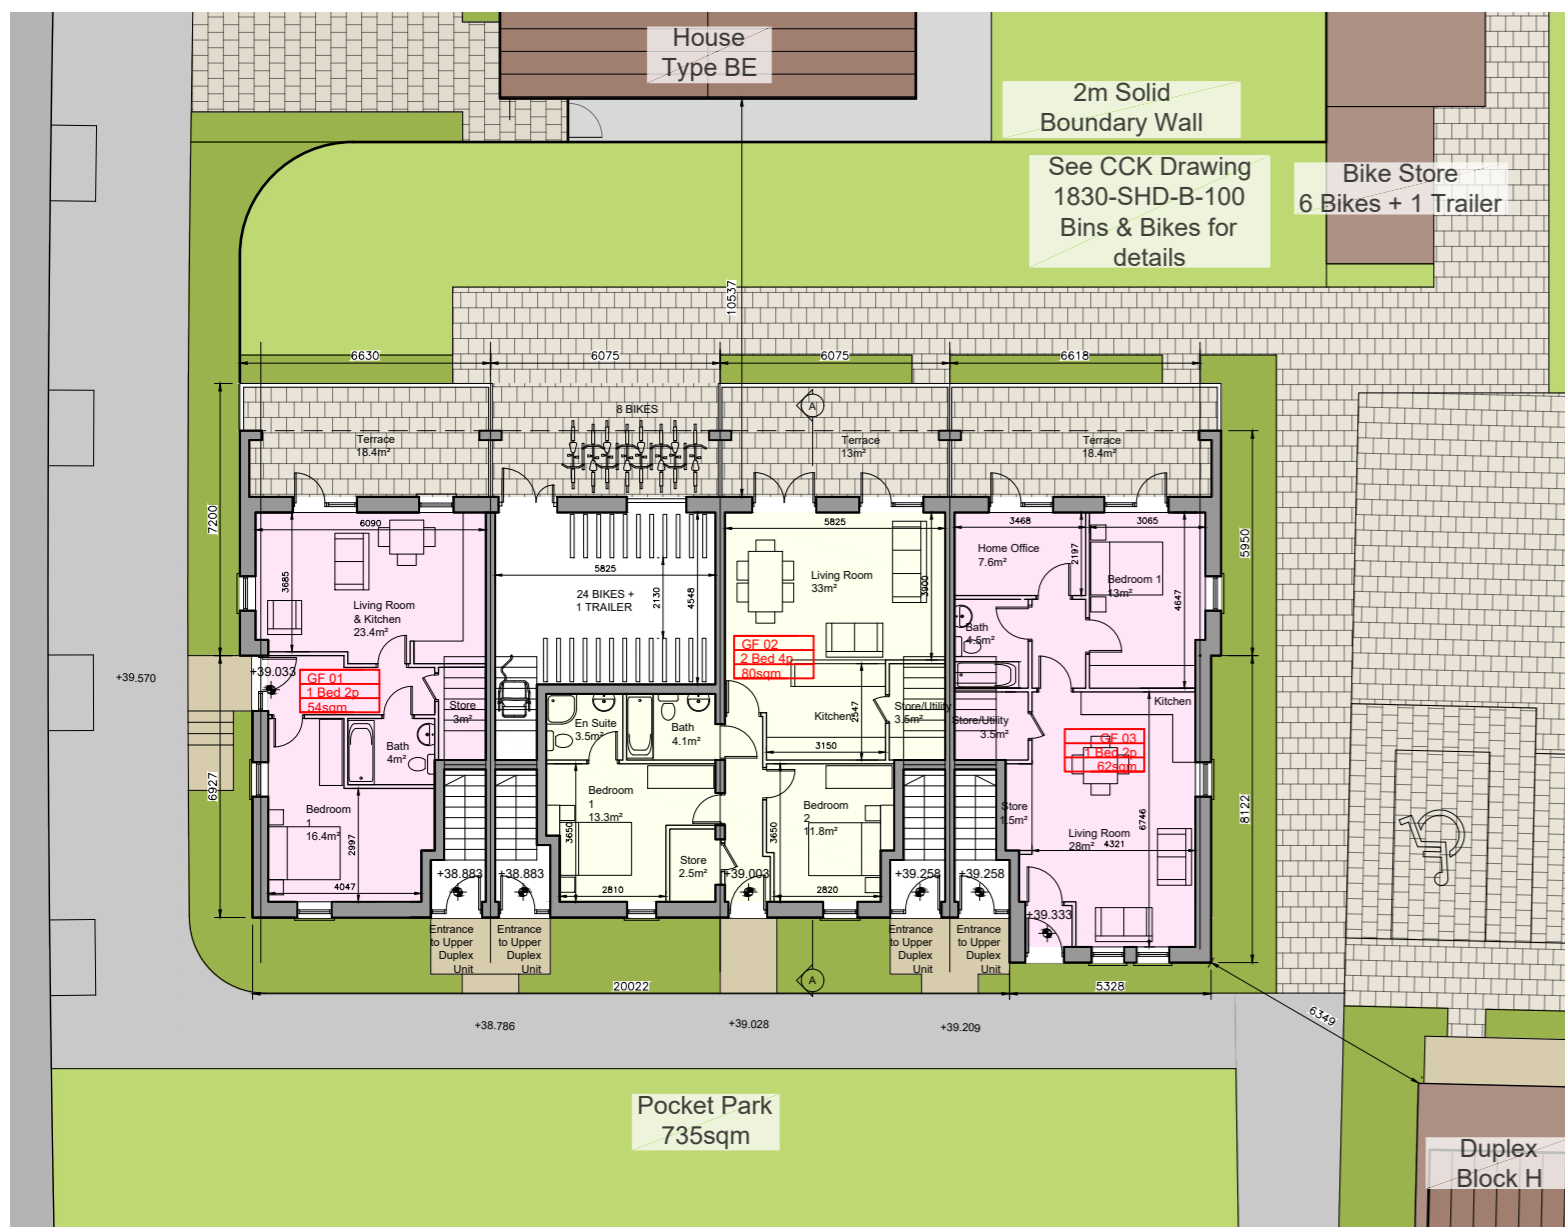 House
Type BE
2m Solid
Boundary Wall
See CCK Drawing
1830-SHD-B-100
Bins & Bikes for
details
Bike Store
6 Bikes + 1 Trailer
10537
6630
6075
6075
6618
8 BIKES
A
Terrace
18.4m²
Terrace
13m²
Terrace
18.4m²
7200
6090
5825
5825
3468
3065
5950
3685
Living Room
& Kitchen
23.4m²
24 BIKES +
1 TRAILER
2130
4548
Living Room
33m²
3900
Home Office
7.6m²
2197
Bedroom 1
13m²
4647
Bath
4.5m²
+39.570
+39.033
GF 01
1 Bed 2p
54sqm
GF 02
2 Bed 4p
80sqm
Store
3m²
Bath
4m²
En Suite
3.5m²
Bath
4.1m²
Kitchen
2547
3150
Store/Utility
3.5m²
Store/Utility
3.5m²
Kitchen
GF 03
1 Bed 2p
62sqm
6927
Bedroom
1
16.4m²
2997
4047
Bedroom
1
13.3m²
3650
2810
Store
2.5m²
3650
Bedroom
2
11.8m²
2820
Store
1.5m²
Living Room
28m²
4321
6746
8122
+38.883
+38.883
+39.003
+39.258
+39.258
+39.333
Entrance
to Upper
Duplex
Unit
Entrance
to Upper
Duplex
Unit
Entrance
to Upper
Duplex
Unit
Entrance
to Upper
Duplex
Unit
20022
A
5328
6349
+38.786
+39.028
+39.209
Pocket Park
735sqm
Duplex
Block H